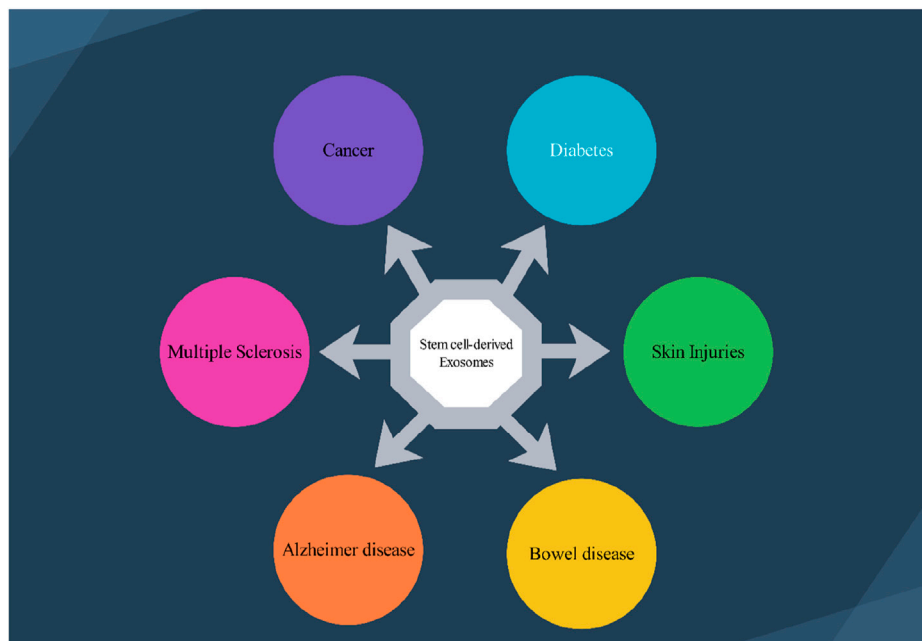 Cancer
Diabetes
Multiple Sclerosis
Stem cell-derived
Exosomes
Skin Injuries
Alzheimer disease
Bowel disease